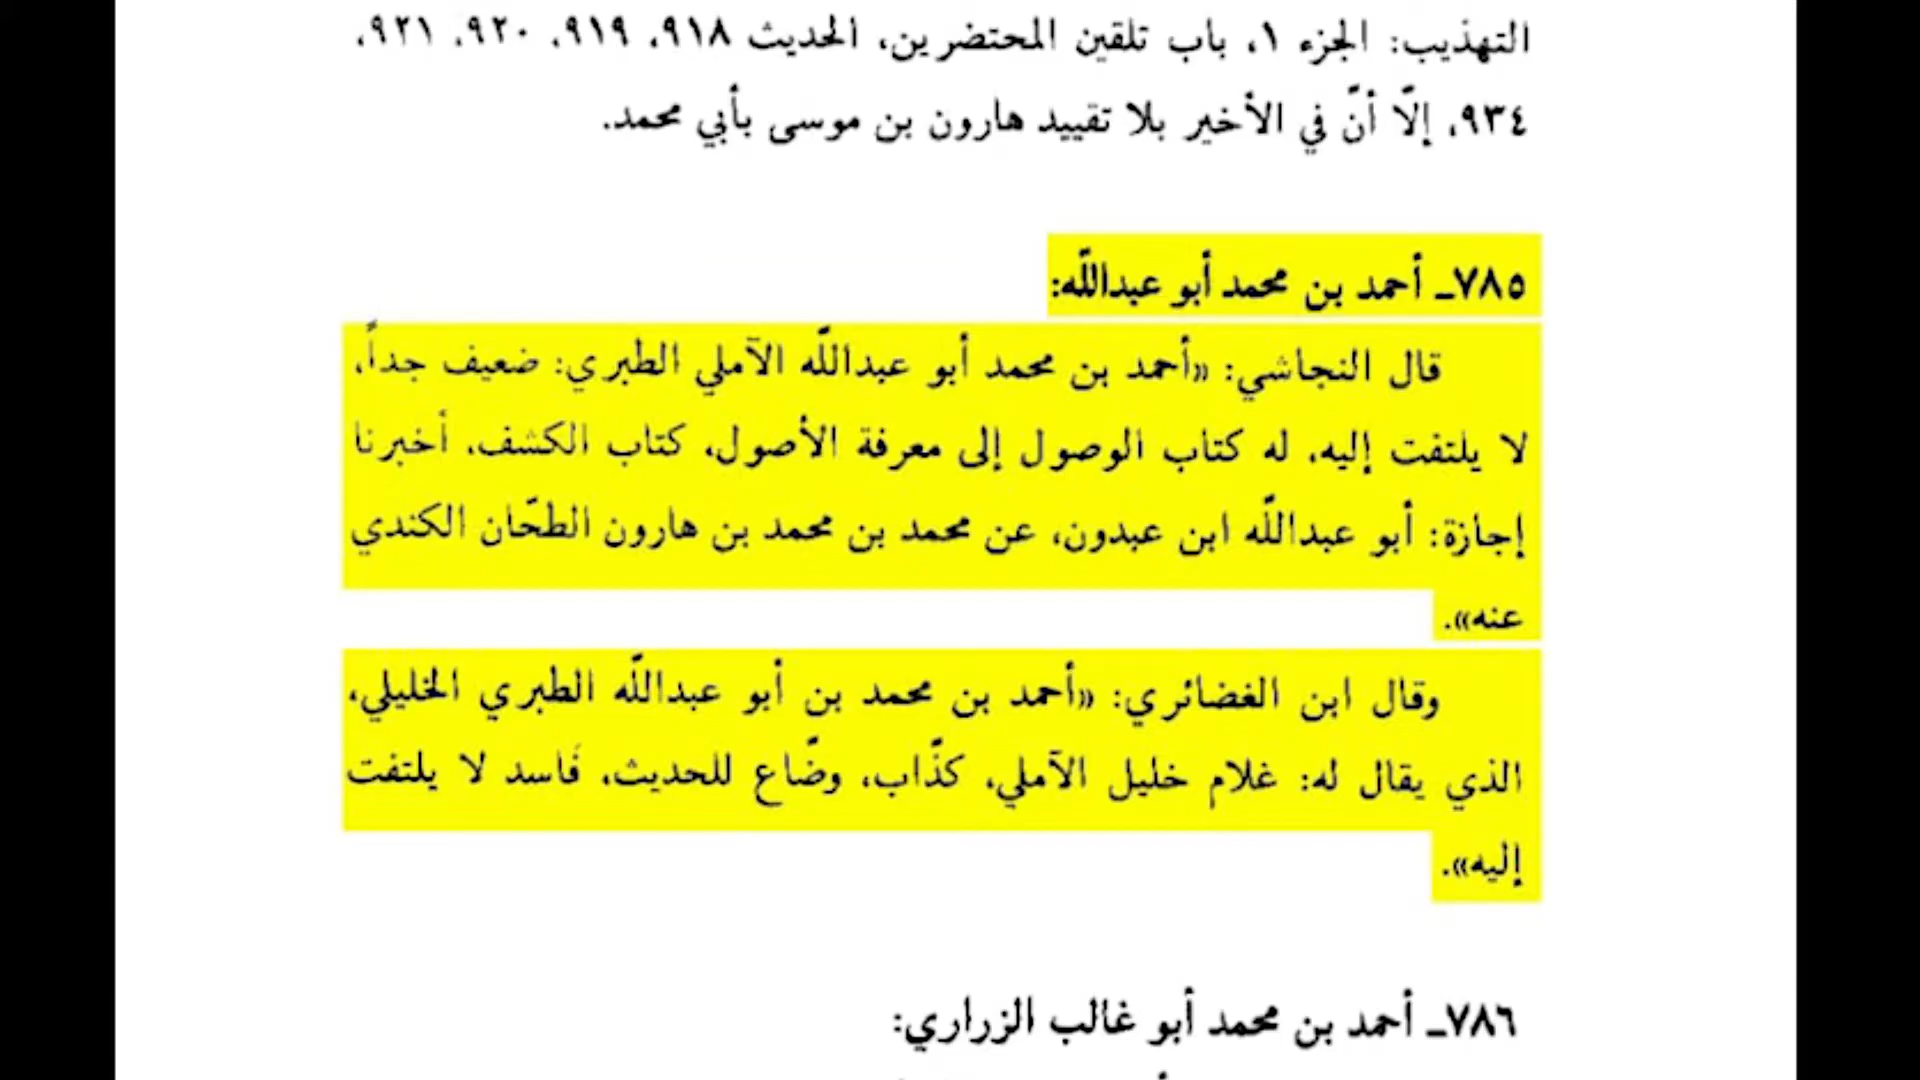 التهذيب: الجزء ١، باب تلقين المحتضرين، الحديث ٩١٨، ٩١٩، ٩٢٠، ٩٢١،
٩٣٤، إلّا أنّ في الأخير بلا تقييد هارون بن موسى بأبي محمد.
٧٨٥ـ أحمد بن محمد أبو عبداللّه:
قال النجاشي: «أحمد بن محمد أبو عبداللّه الآملي الطبري: ضعيف جداً،
لا يلتفت إليه، له كتاب الوصول إلى معرفة الأصول، كتاب الكشف، أخبرنا
إجازة: أبو عبداللّه ابن عبدون، عن محمد بن محمد بن هارون الطحّان الكندي
عنه».
وقال ابن الغضائري: «أحمد بن محمد بن أبو عبداللّه الطبري الخليلي،
الذي يقال له: غلام خليل الآملي، كذّاب، وضّاع للحديث، فاسد لا يلتفت
إليه».
٧٨٦ـ أحمد بن محمد أبو غالب الزراري: